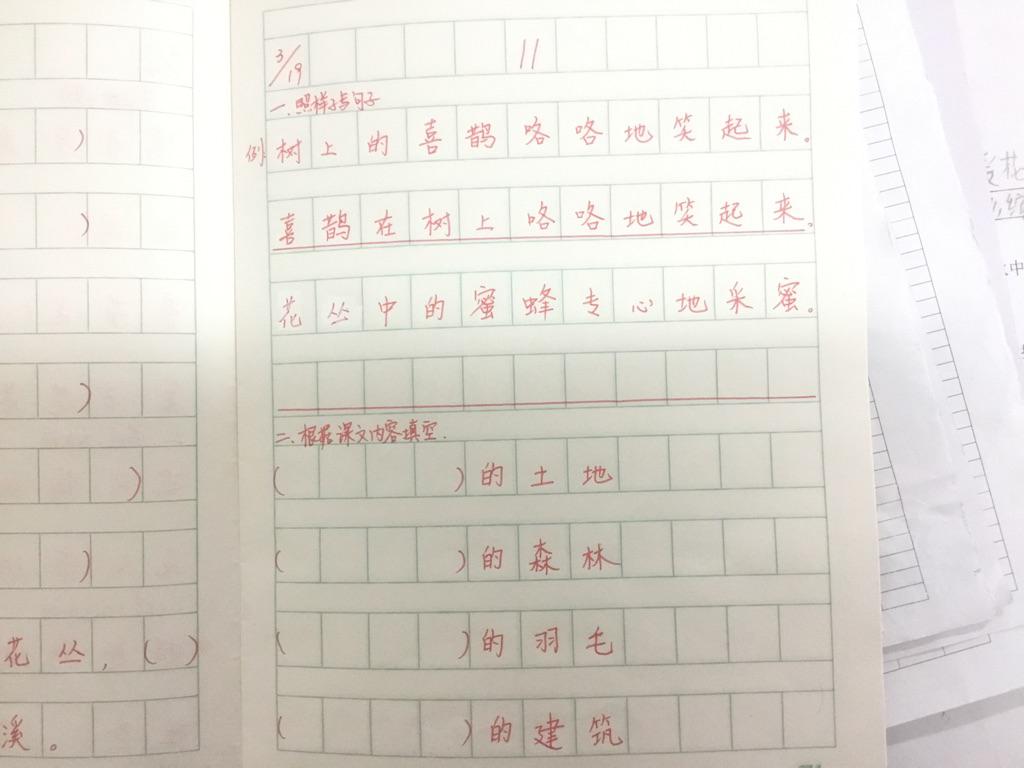 )
)
)
)
)
花丛，( )
溪。
3/19 11
一.照样子写句子
例:树上的喜鹊咯咯地笑起来。
喜鹊在树上咯咯地笑起来。
花丛中的蜜蜂专心地采蜜。
二.根据课文内容填空.
( )的土地
( )的森林
( )的羽毛
( )的建筑
花
中